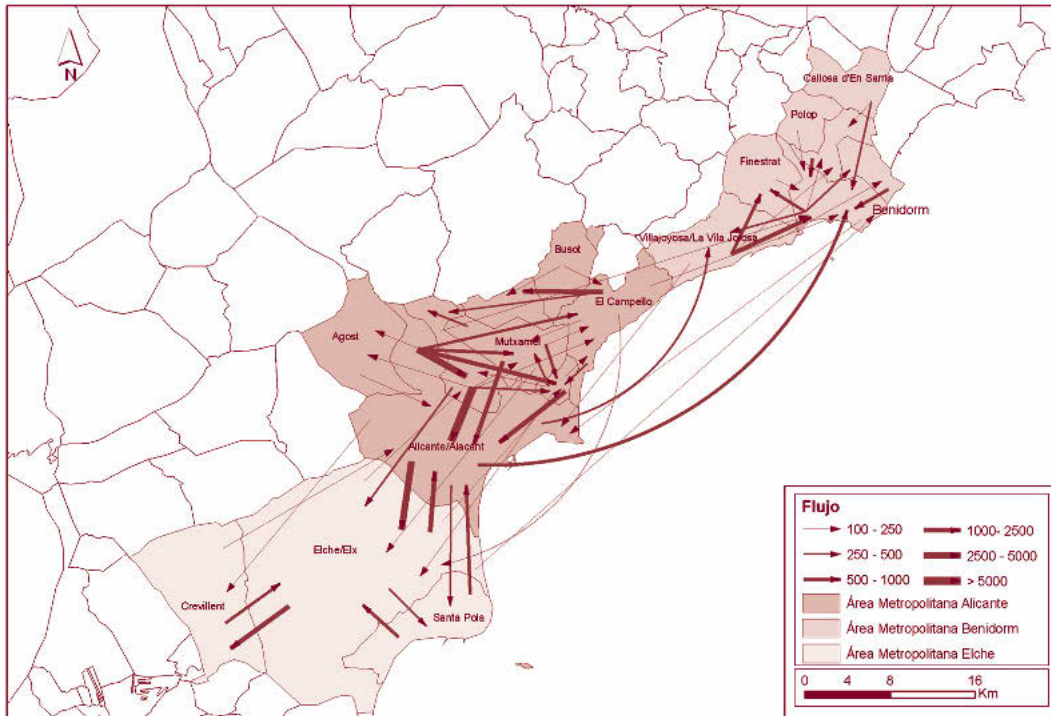 N
Callosa d'En Sarria
Polop
Finestrat
Benidorm
Villajoyosa/La Vila Joiosa
Busot
El Campello
Agost
Mutxamel
Alicante/Alacant
Elche/Elx
Crevillent
Santa Pola
Flujo
100 - 250
1000- 2500
250 - 500
2500 - 5000
500 - 1000
> 5000
Área Metropolitana Alicante
Área Metropolitana Benidorm
Área Metropolitana Elche
0 4 8 16
Km